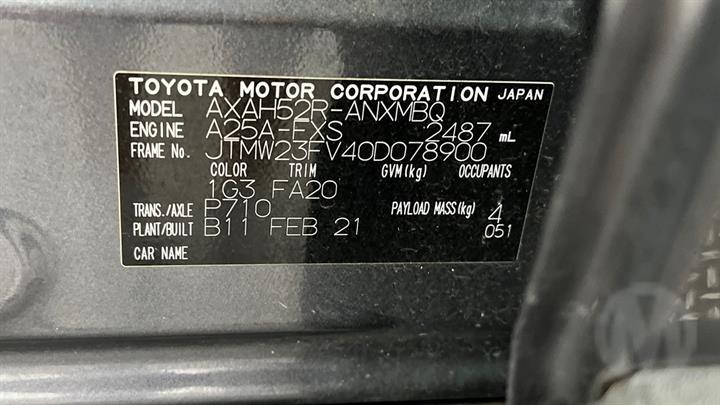 TOYOTA MOTOR CORPORATION JAPAN
MODEL AXAH52R-ANXMBQ
ENGINE A25A-FXS 2487 mL
FRAME No. JTMW23FV40D078900
COLOR TRIM GVM(kg) OCCUPANTS
1G3 FA20
TRANS./AXLE P710 PAYLOAD MASS(kg) 4
PLANT/BUILT B11 FEB 21 051
CAR NAME
M